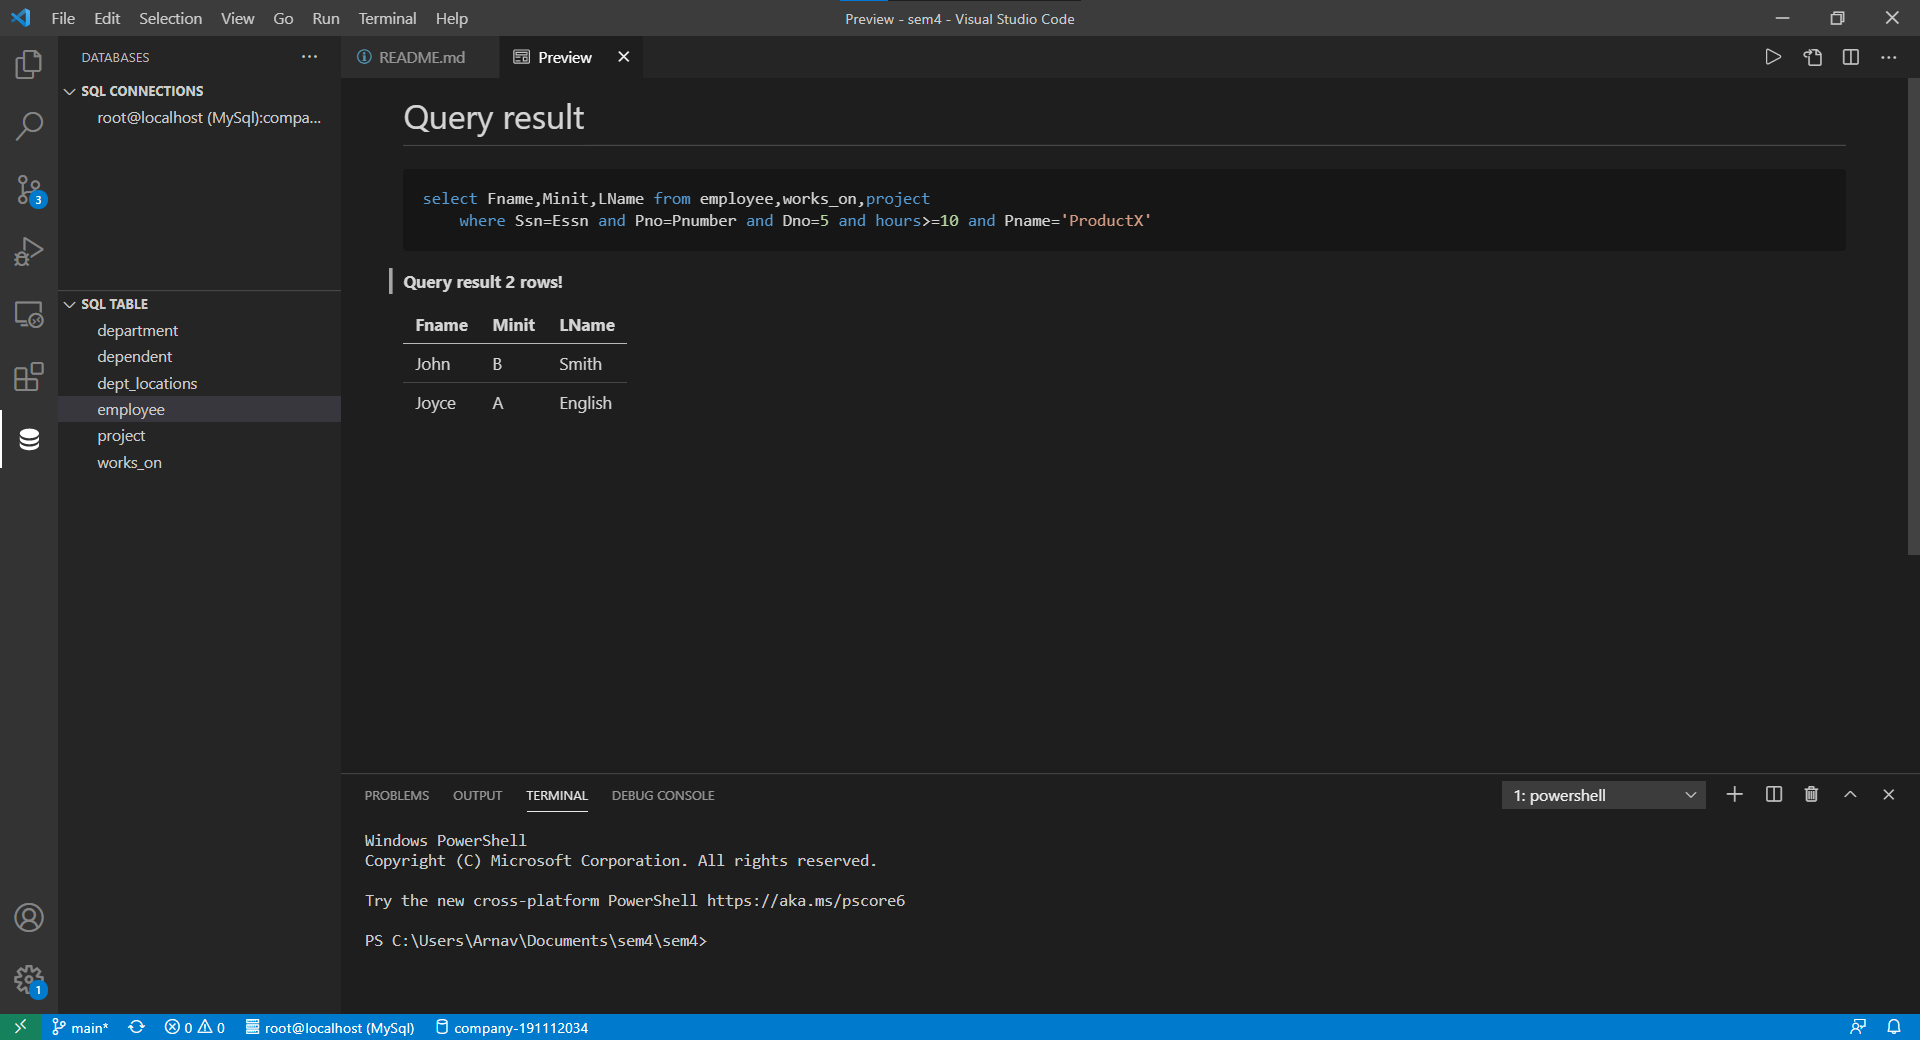 File Edit Selection View Go Run Terminal Help
Preview - sem4 - Visual Studio Code
DATABASES
SQL CONNECTIONS
root@localhost (MySql):compa...
3
SQL TABLE
department
dependent
dept_locations
employee
project
works_on
1
README.md
Preview
Query result
select Fname,Minit,LName from employee,works_on,project
where Ssn=Essn and Pno=Pnumber and Dno=5 and hours>=10 and Pname='ProductX'
Query result 2 rows!
Fname Minit LName
John B Smith
Joyce A English
PROBLEMS OUTPUT TERMINAL DEBUG CONSOLE
1: powershell
Windows PowerShell
Copyright (C) Microsoft Corporation. All rights reserved.
Try the new cross-platform PowerShell https://aka.ms/pscore6
PS C:\Users\Arnav\Documents\sem4\sem4>
main* 0 0 root@localhost (MySql) company-191112034